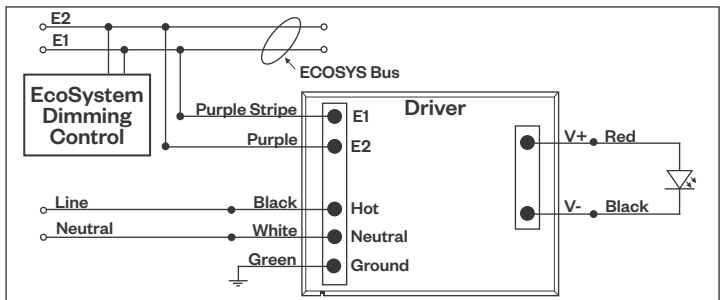 E2
E1
ECOSYS Bus
EcoSystem
Dimming
Control
Driver
Purple Stripe
E1
Purple
E2
V+
Red
Line
Black
Hot
V-
Black
Neutral
White
Neutral
Green
Ground